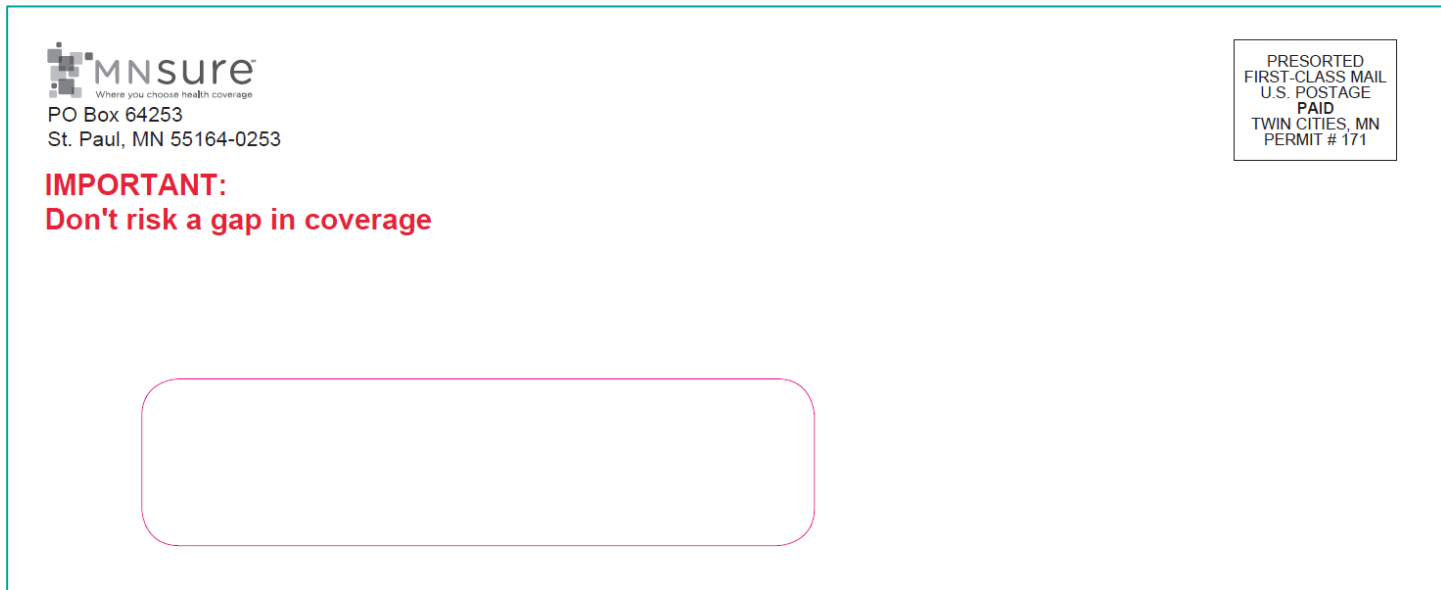 MNsure
Where you choose health coverage
PO Box 64253
St. Paul, MN 55164-0253
IMPORTANT:
Don't risk a gap in coverage
PRESORTED
FIRST-CLASS MAIL
U.S. POSTAGE
PAID
TWIN CITIES, MN
PERMIT # 171